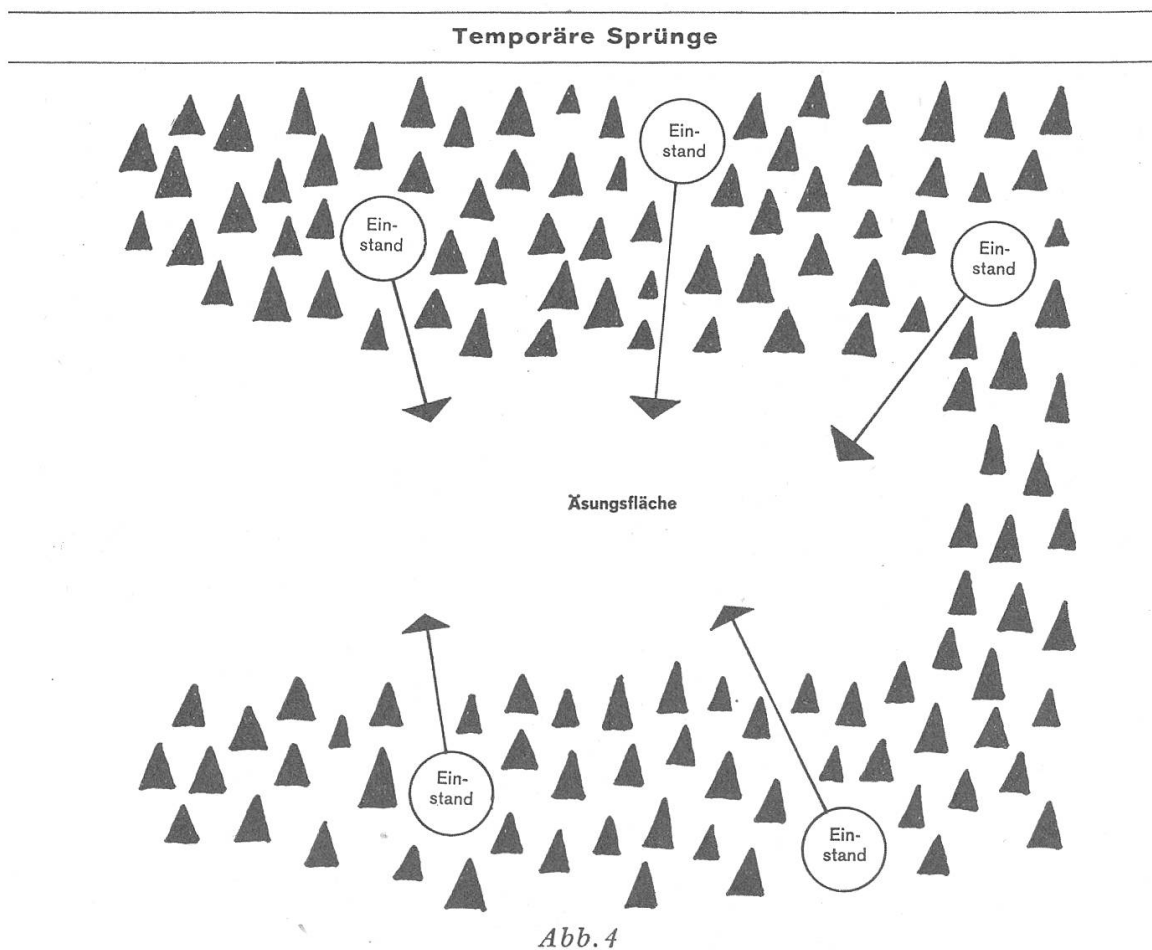 Temporäre Sprünge
Ein-
stand
Ein-
stand
Ein-
stand
Äsungsfläche
Ein-
stand
Ein-
stand
Abb. 4